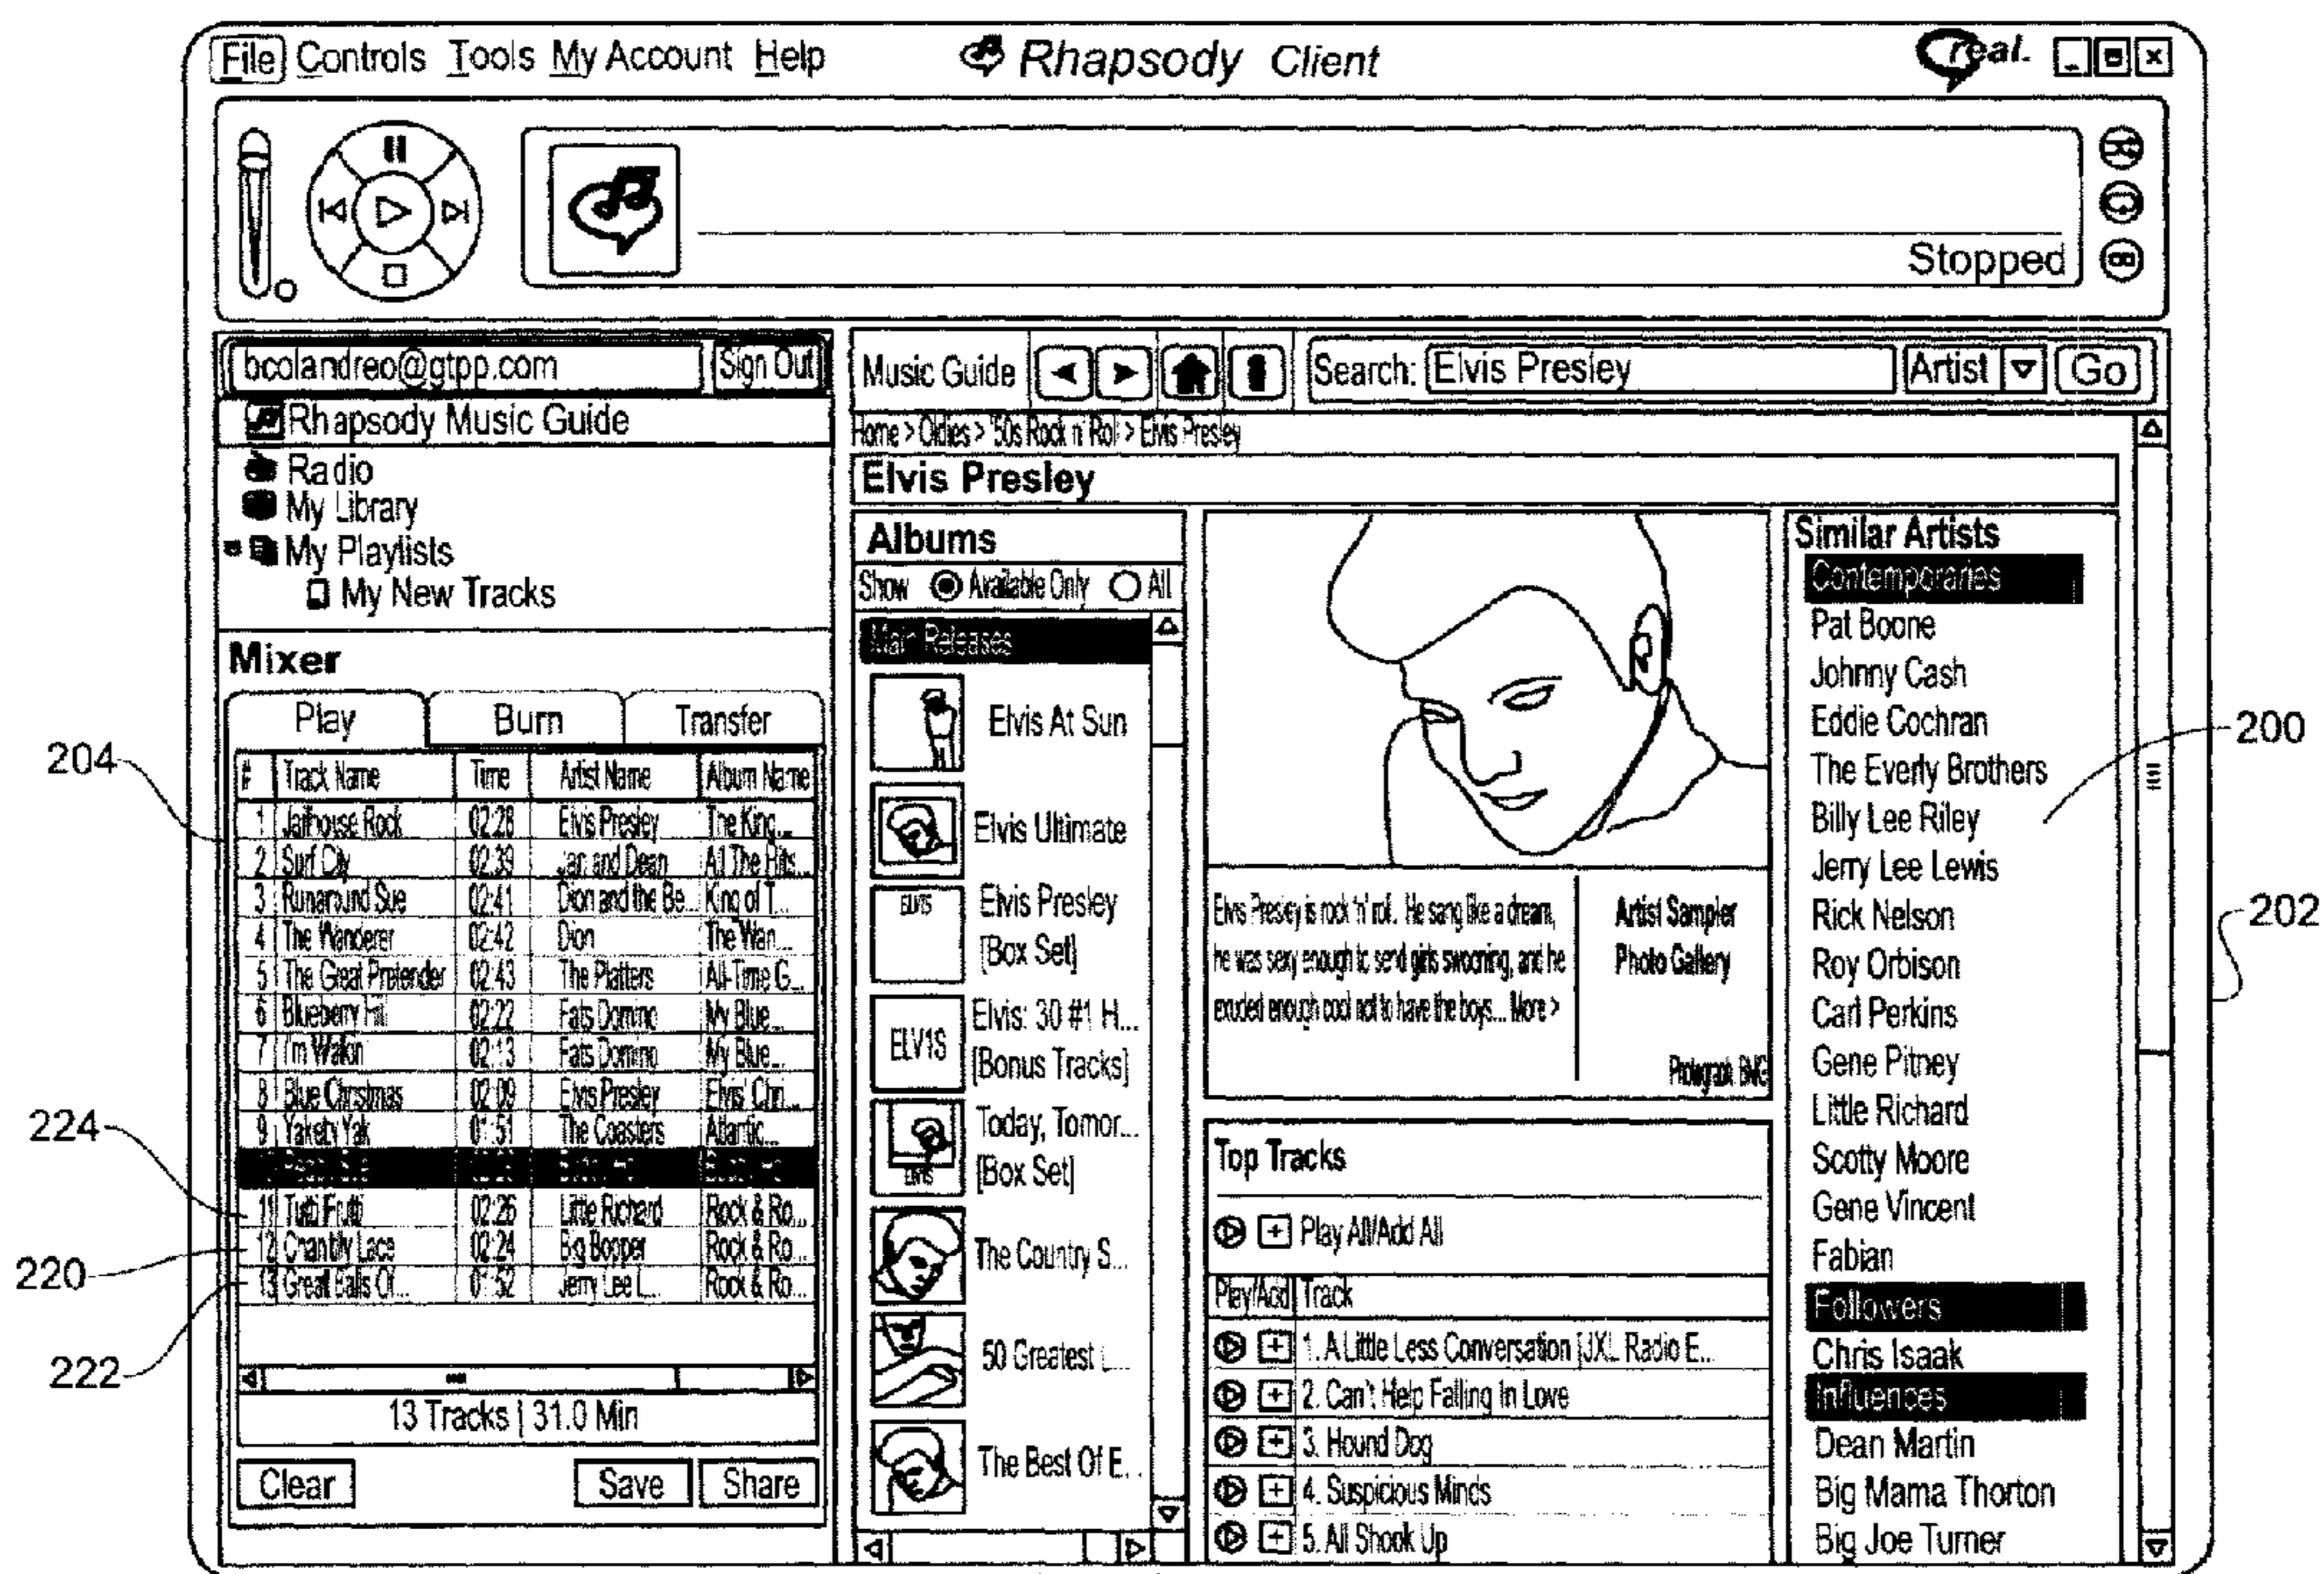 File Controls Tools My Account Help
Rhapsody Client
real.
Stopped
bcolandreo@gtpp.com Sign Out
Rhapsody Music Guide
Radio
My Library
My Playlists
My New Tracks
Mixer
Play Burn Transfer
# Track Name Time Artist Name Album Name
1 Jailhouse Rock 02:28 Elvis Presley The King...
2 Surf City 02:39 Jan and Dean All The Hits...
3 Runaround Sue 02:41 Dion and the Be... King of T...
4 The Wanderer 02:42 Dion The Wan...
5 The Great Pretender 02:43 The Platters All-Time G...
6 Blueberry Hill 02:22 Fats Domino My Blue...
7 I'm Walkin' 02:13 Fats Domino My Blue...
8 Blue Christmas 02:09 Elvis Presley Elvis' Chri...
9 Yakety Yak 01:51 The Coasters Atlantic...
11 Tutti Frutti 02:26 Little Richard Rock & Ro...
12 Chantilly Lace 02:24 Big Bopper Rock & Ro...
13 Great Balls Of... 01:52 Jerry Lee L... Rock & Ro...
13 Tracks | 31.0 Min
Clear Save Share
204
224
220
222
Music Guide
Search: Elvis Presley Artist Go
Home > Oldies > '50s Rock n' Roll > Elvis Presley
Elvis Presley
Albums
Show Available Only All
Main Releases
Elvis At Sun
Elvis Ultimate
ELVIS
Elvis Presley
[Box Set]
ELV1S
Elvis: 30 #1 H...
[Bonus Tracks]
ELVIS
Today, Tomor...
[Box Set]
The Country S...
50 Greatest L...
The Best Of E...
Elvis Presley is rock 'n' roll. He sang like a dream,
he was sexy enough to send girls swooning, and he
exuded enough cool not to have the boys... More >
Artist Sampler
Photo Gallery
Photograph: BMG
Top Tracks
Play All/Add All
Play/Add Track
1. A Little Less Conversation [JXL Radio E...
2. Can't Help Falling In Love
3. Hound Dog
4. Suspicious Minds
5. All Shook Up
Similar Artists
Contemporaries
Pat Boone
Johnny Cash
Eddie Cochran
The Everly Brothers
Billy Lee Riley
Jerry Lee Lewis
Rick Nelson
Roy Orbison
Carl Perkins
Gene Pitney
Little Richard
Scotty Moore
Gene Vincent
Fabian
Followers
Chris Isaak
Influences
Dean Martin
Big Mama Thorton
Big Joe Turner
200
202